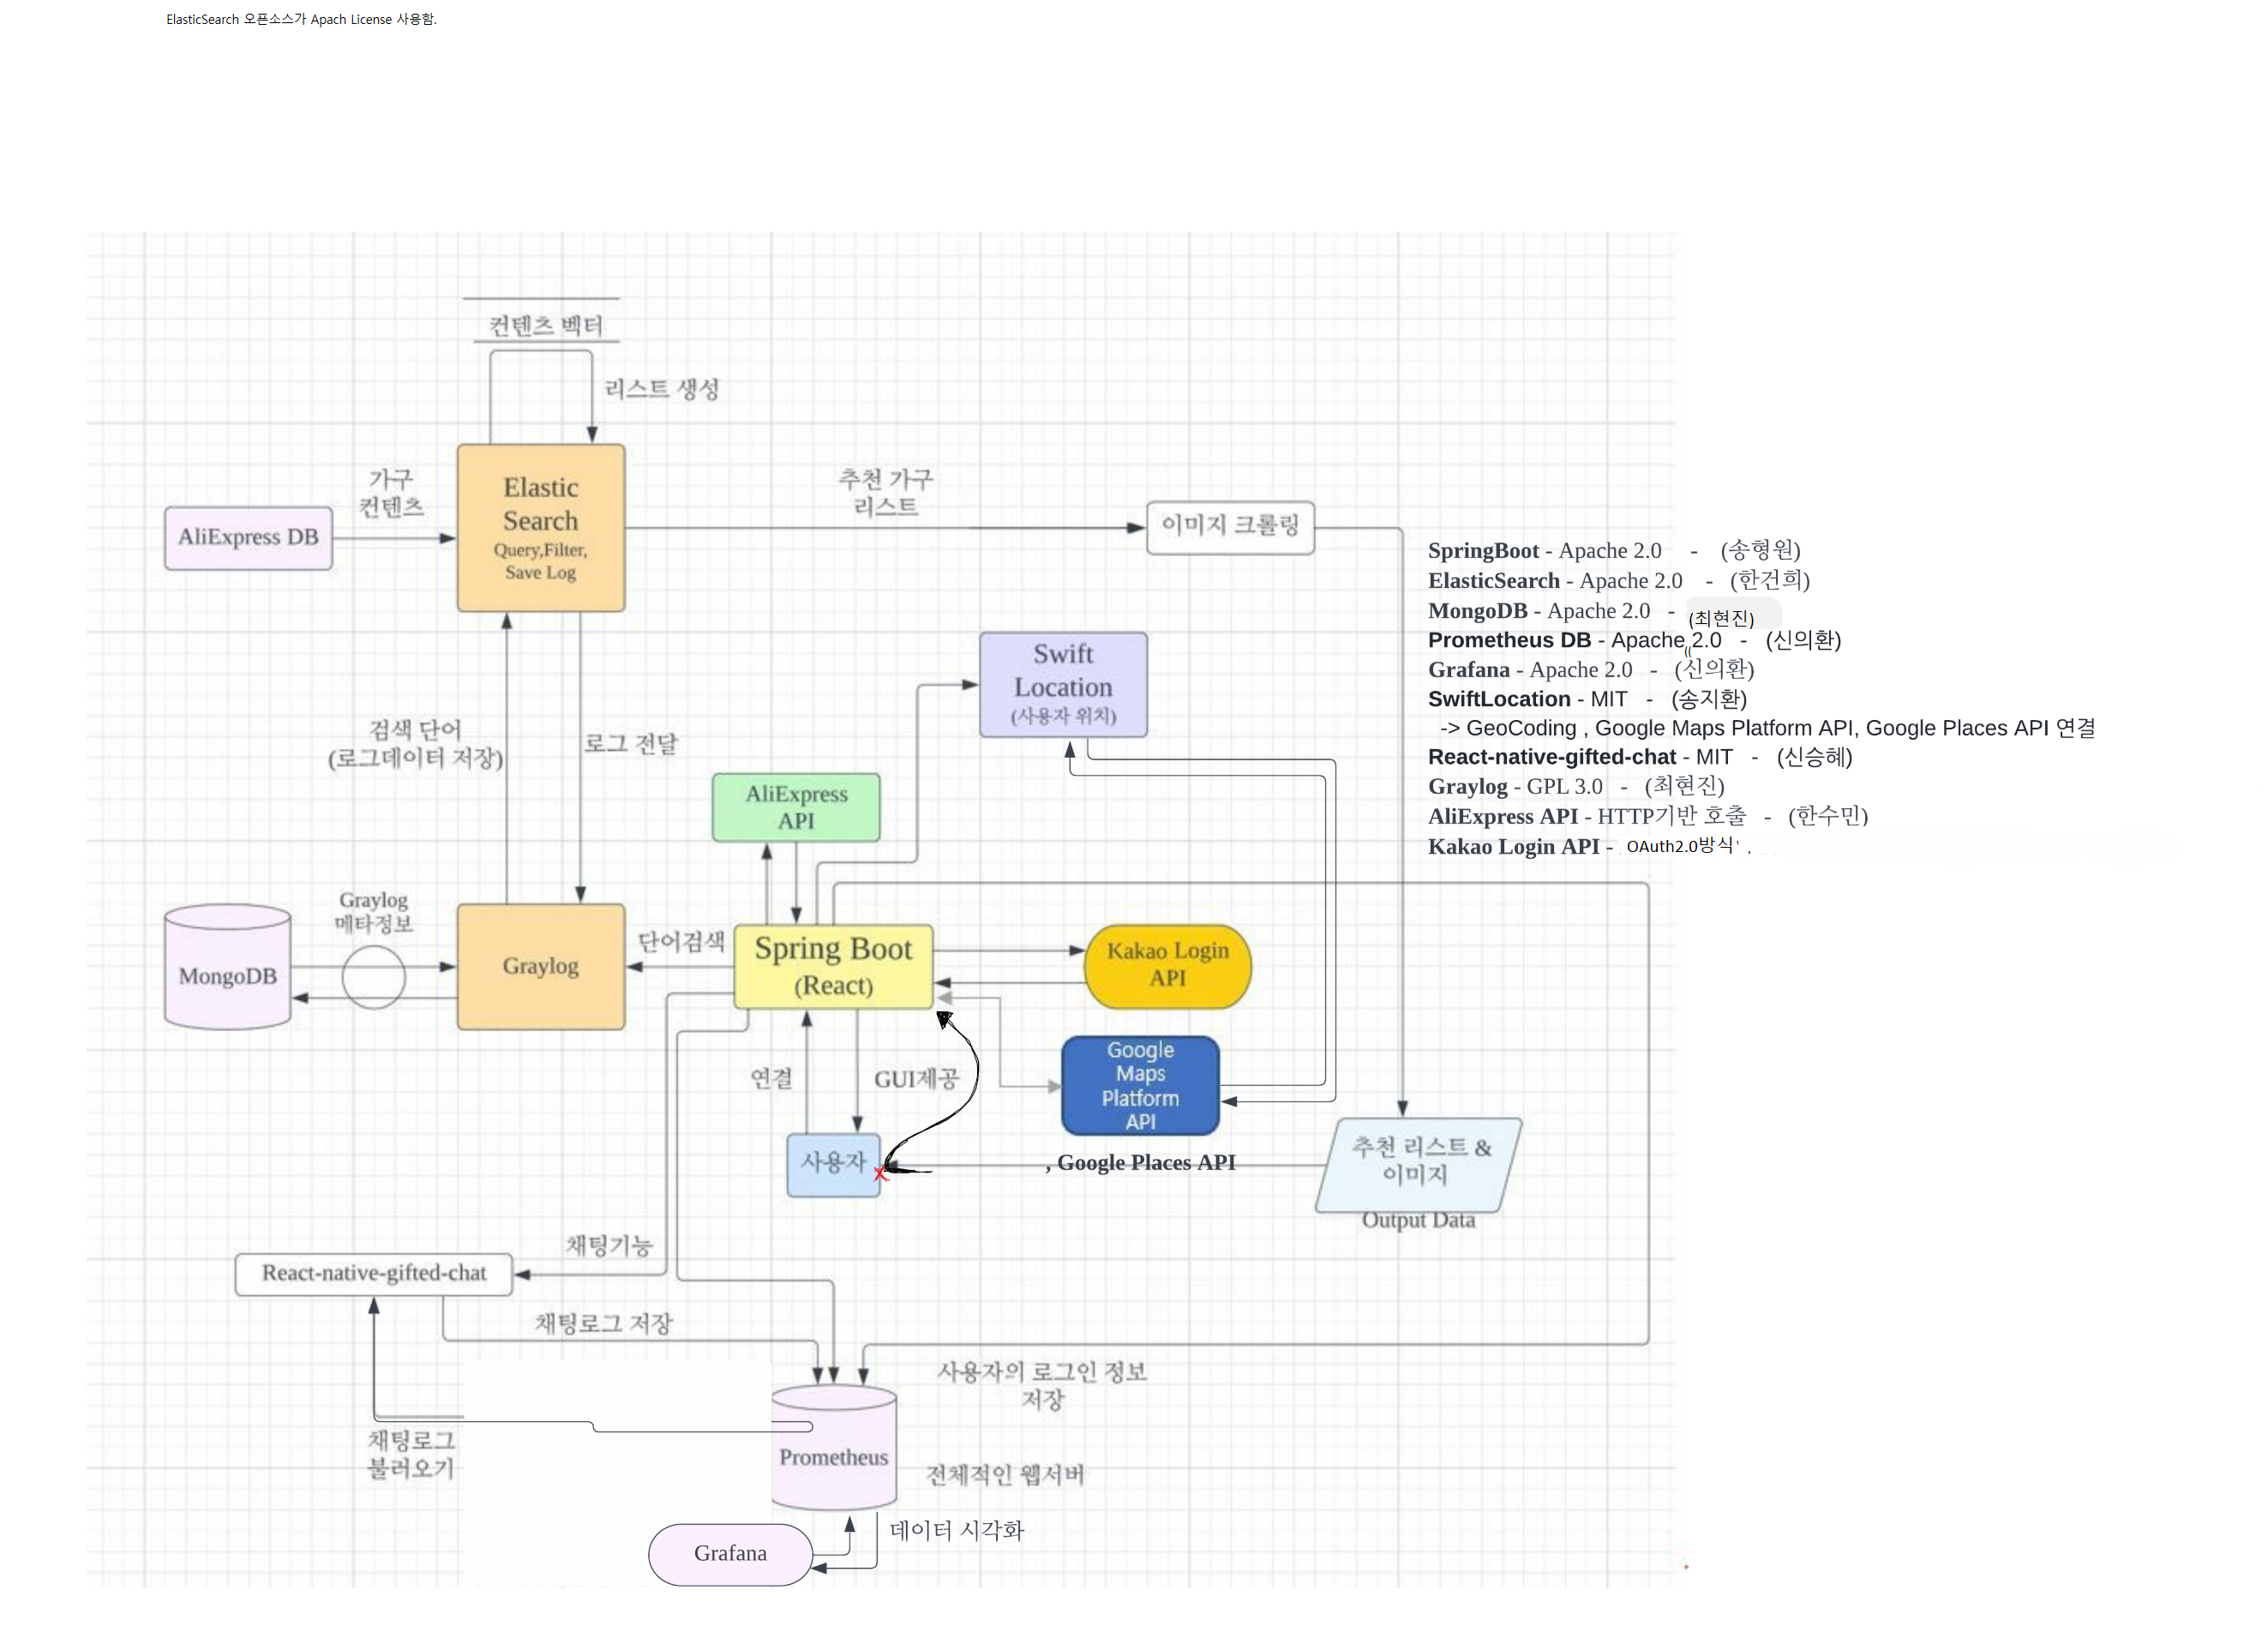 ElasticSearch 오픈소스가 Apach License 사용함.
컨텐츠 벡터
리스트 생성
가구
컨텐츠
AliExpress DB
Elastic
Search
Query,Filter,
Save Log
추천 가구
리스트
이미지 크롤링
SpringBoot - Apache 2.0 - (송형원)
ElasticSearch - Apache 2.0 - (한건희)
MongoDB - Apache 2.0 - (최현진)
Prometheus DB - Apache 2.0 - (신의환)
((
Grafana - Apache 2.0 - (신의환)
SwiftLocation - MIT - (송지환)
-> GeoCoding , Google Maps Platform API, Google Places API 연결
React-native-gifted-chat - MIT - (신승혜)
Graylog - GPL 3.0 - (최현진)
AliExpress API - HTTP기반 호출 - (한수민)
Kakao Login API - OAuth2.0방식' .
Swift
Location
(사용자 위치)
검색 단어
(로그데이터 저장)
로그 전달
AliExpress
API
Graylog
메타정보
MongoDB
Graylog
단어검색
Spring Boot
(React)
Kakao Login
API
연결
GUI제공
Google
Maps
Platform
API
사용자
, Google Places API
추천 리스트 &
이미지
Output Data
채팅기능
React-native-gifted-chat
채팅로그 저장
사용자의 로그인 정보
저장
채팅로그
불러오기
Prometheus
전체적인 웹서버
데이터 시각화
Grafana